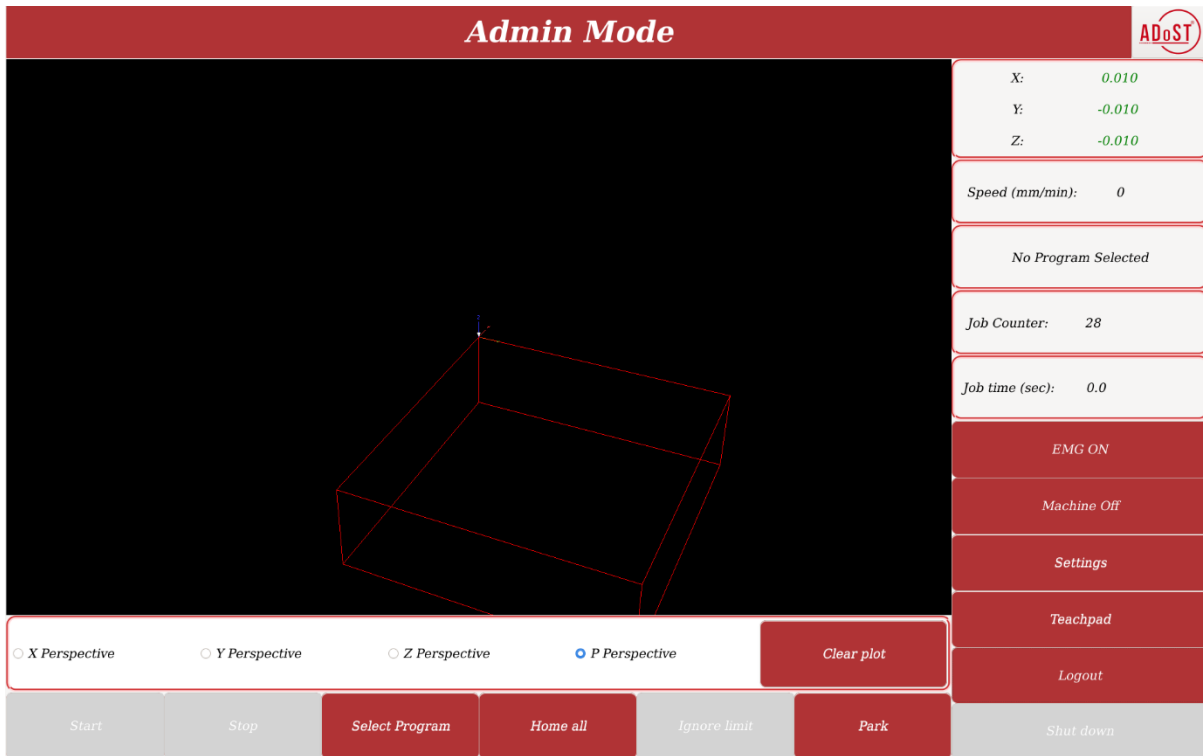 Admin Mode
ADoST
X: 0.010
Y: -0.010
Z: -0.010
Speed (mm/min): 0
No Program Selected
Job Counter: 28
Job time (sec): 0.0
EMG ON
Machine Off
Settings
Teachpad
Logout
Shut down
X Perspective Y Perspective Z Perspective P Perspective Clear plot
Start Stop Select Program Home all Ignore limit Park